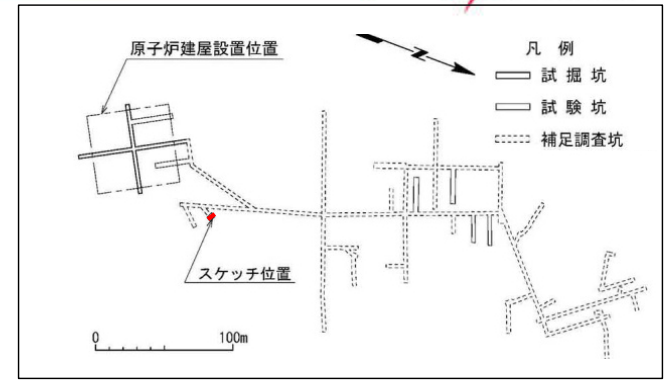 原子炉建屋設置位置
N
凡 例
試 掘 坑
試 験 坑
補足調査坑
スケッチ位置
0 100m